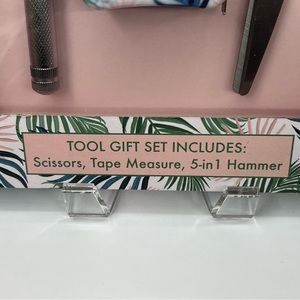 TOOL GIFT SET INCLUDES:
Scissors, Tape Measure, 5-in1 Hammer